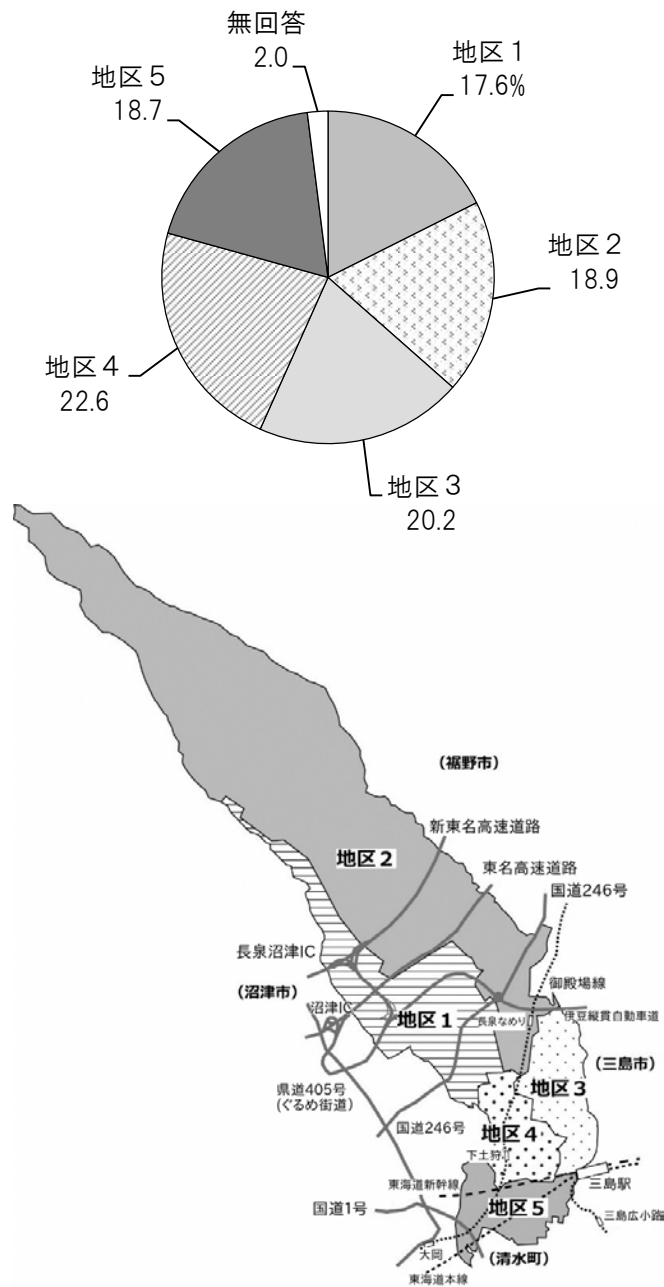 無回答
2.0
地区１
17.6%
地区２
18.9
地区３
20.2
地区４
22.6
地区５
18.7
（裾野市）
新東名高速道路
地区２
東名高速道路
国道246号
長泉沼津IC
御殿場線
（沼津市）
沼津IC
地区１
長泉なめり
伊豆縦貫自動車道
（三島市）
県道405号
(ぐるめ街道)
地区３
国道246号
地区４
下土狩
東海道新幹線
三島駅
地区５
国道1号
三島広小路
大岡
（清水町）
東海道本線